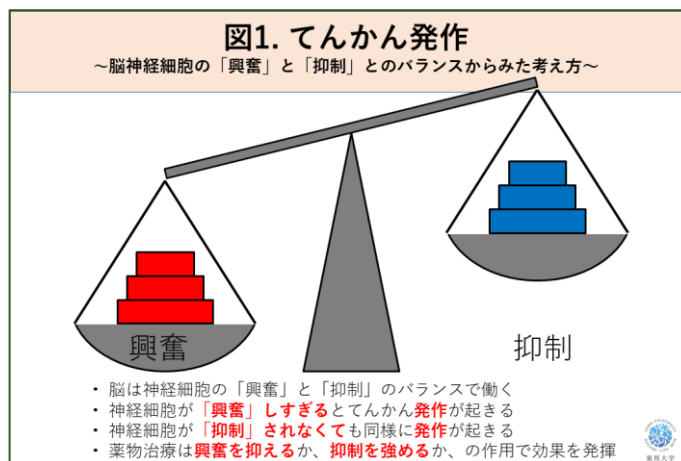 図1. てんかん発作
~脳神経細胞の「興奮」と「抑制」とのバランスからみた考え方~
興奮
抑制
• 脳は神経細胞の「興奮」と「抑制」のバランスで働く
• 神経細胞が「興奮」しすぎるとてんかん発作が起きる
• 神経細胞が「抑制」されなくても同様に発作が起きる
• 薬物治療は興奮を抑えるか、抑制を強めるか、の作用で効果を発揮
東邦大学